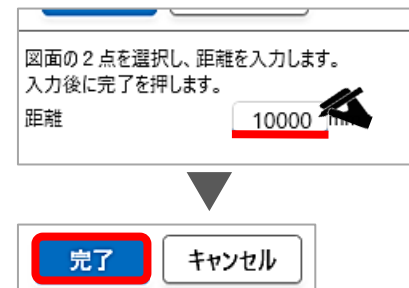 図面の2点を選択し、距離を入力します。
入力後に完了を押します。
距離 10000 mm
完了 キャンセル